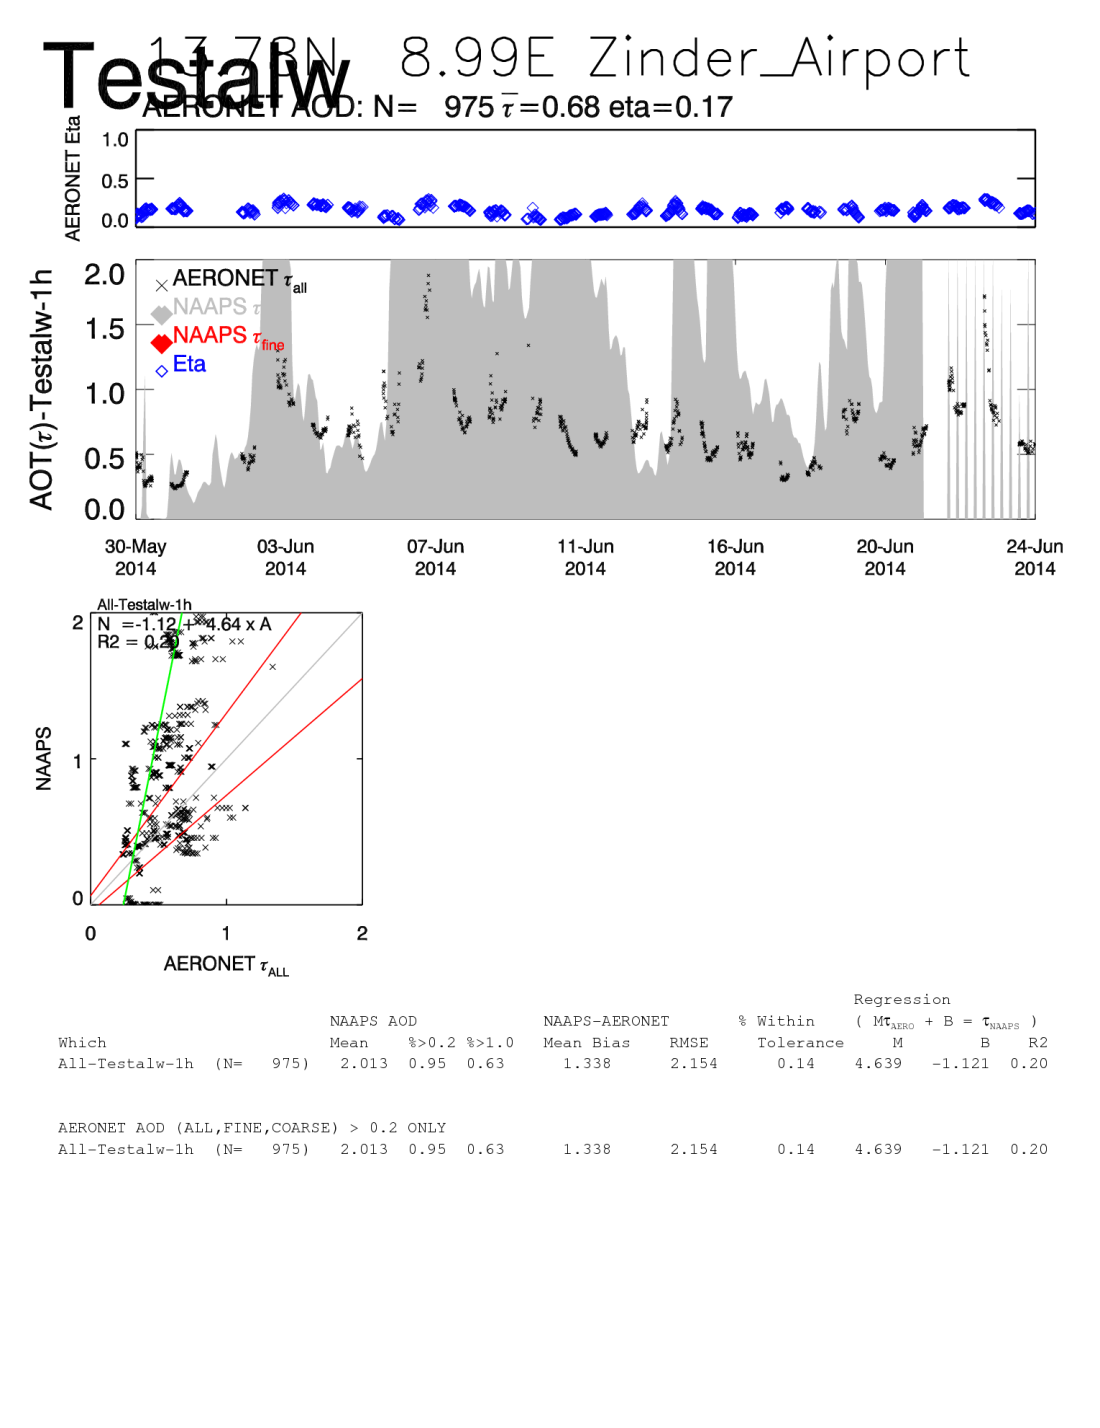 Testalw
13.78N 8.99E Zinder_Airport
AERONET AOD: N= 975 τ̅=0.68 eta=0.17
AERONET Eta
1.0
0.5
0.0
AOT(τ)-Testalw-1h
2.0
1.5
1.0
0.5
0.0
AERONET τall
NAAPS τ
NAAPS τfine
Eta
30-May 03-Jun 07-Jun 11-Jun 16-Jun 20-Jun 24-Jun
2014 2014 2014 2014 2014 2014 2014
All-Testalw-1h
N =-1.12 + 4.64 x A
R2 = 0.20
NAAPS
2
1
0
0 1 2
AERONET τALL
Regression
NAAPS AOD NAAPS-AERONET % Within ( MτAERO + B = τNAAPS )
Which Mean %>0.2 %>1.0 Mean Bias RMSE Tolerance M B R2
All-Testalw-1h (N= 975) 2.013 0.95 0.63 1.338 2.154 0.14 4.639 -1.121 0.20
AERONET AOD (ALL,FINE,COARSE) > 0.2 ONLY
All-Testalw-1h (N= 975) 2.013 0.95 0.63 1.338 2.154 0.14 4.639 -1.121 0.20